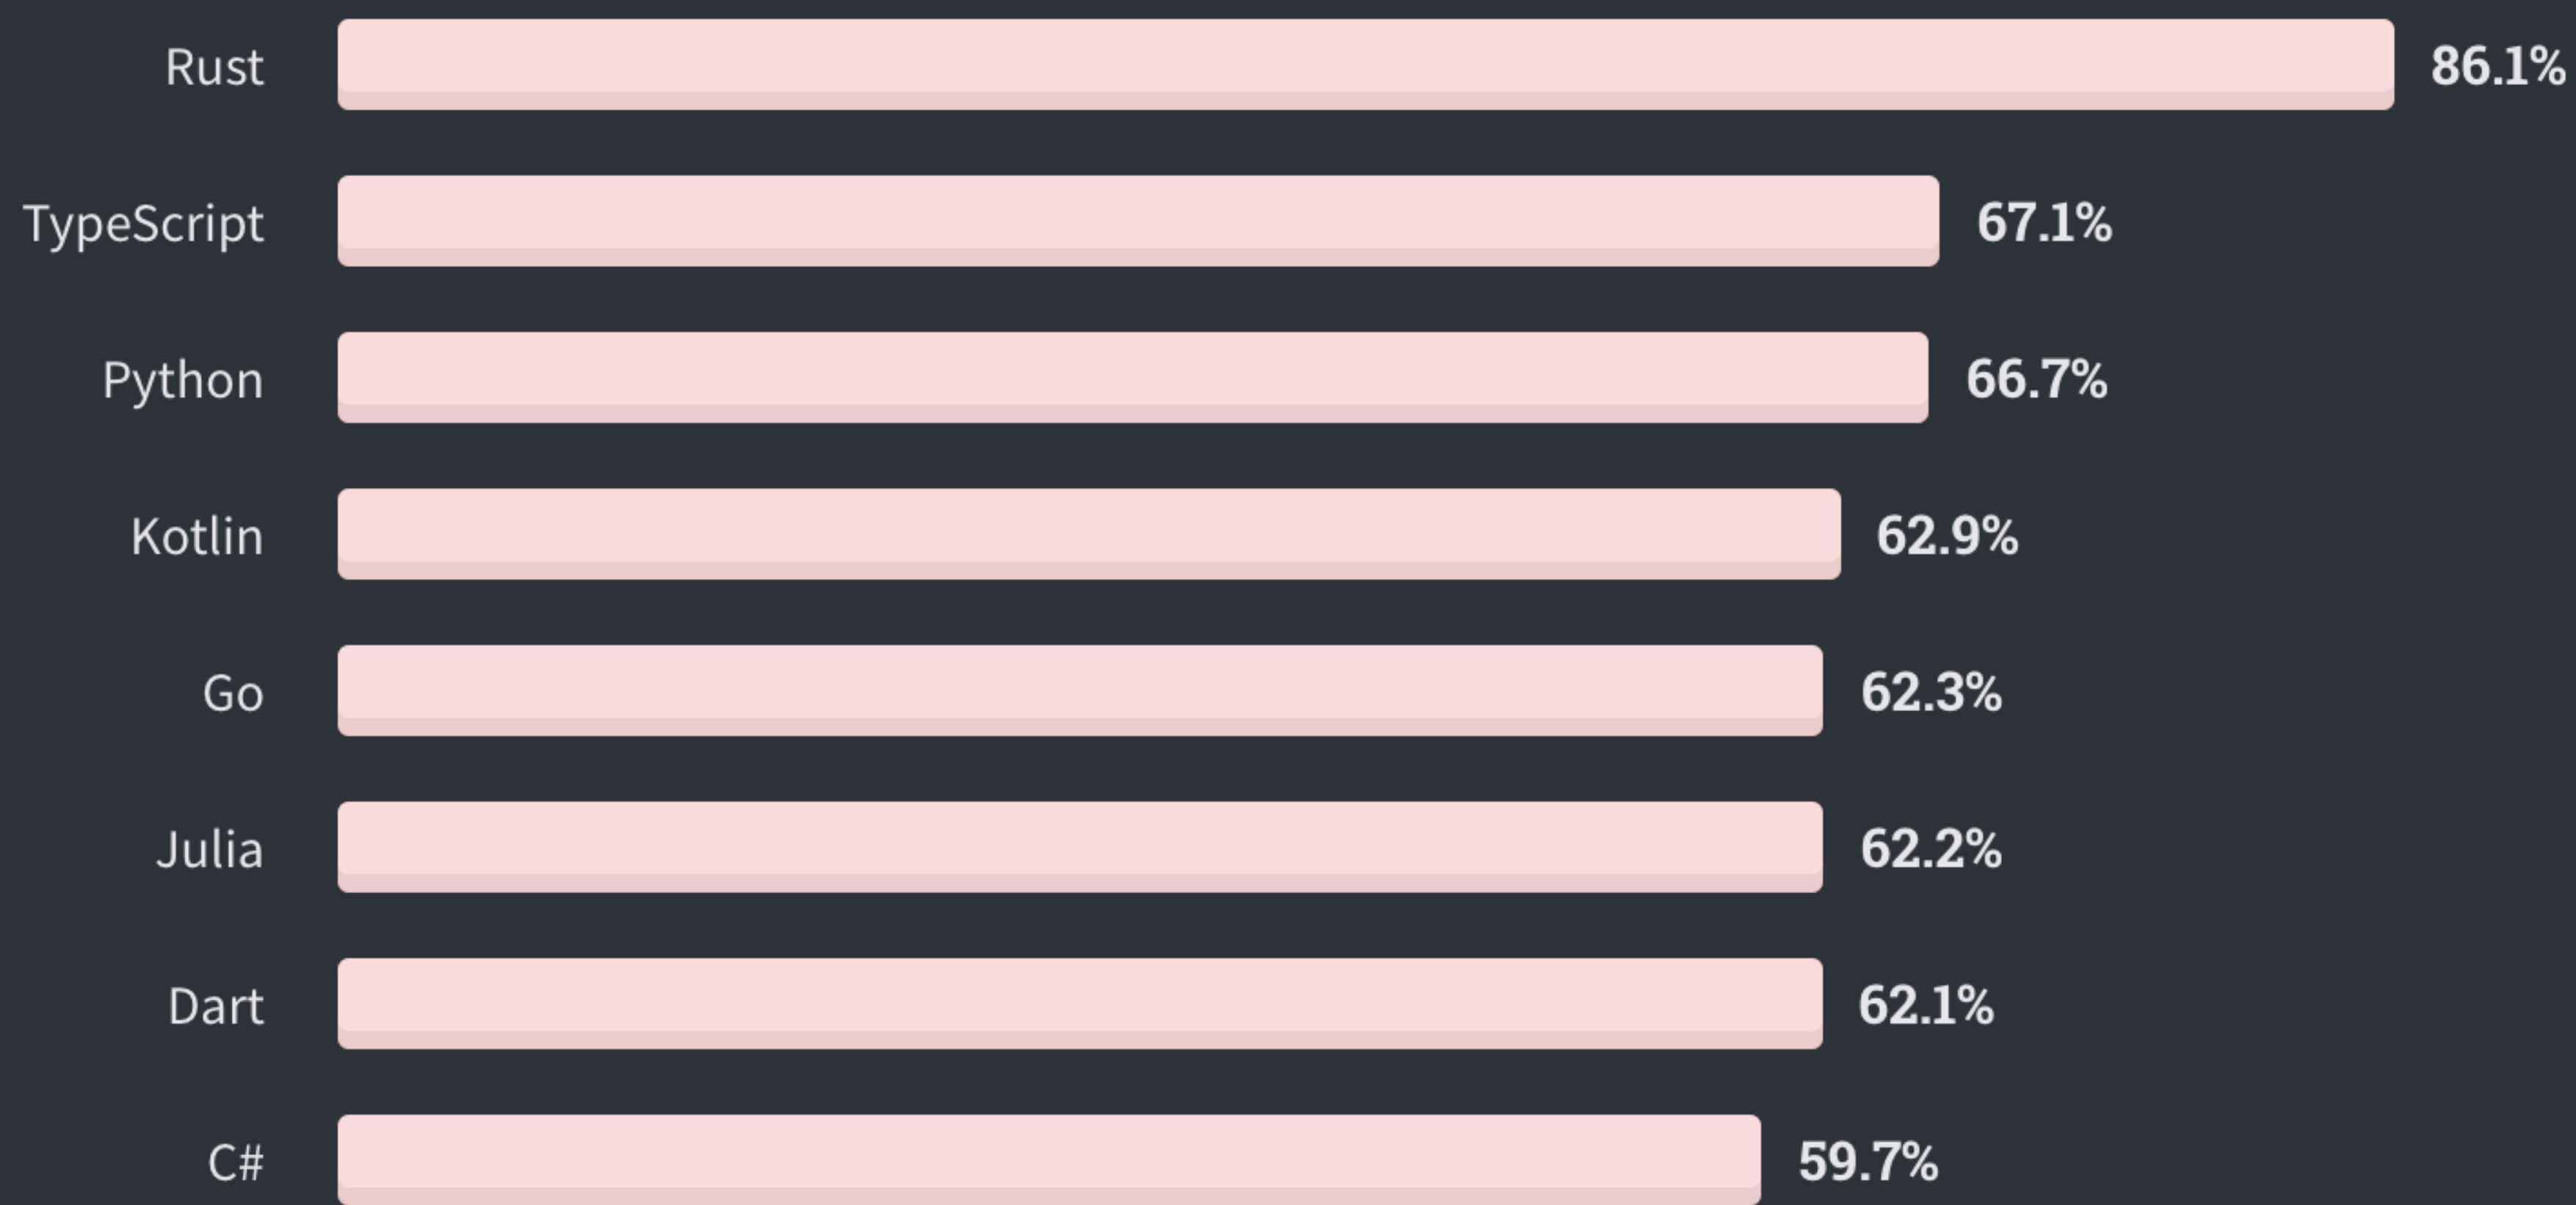 Rust 86.1%
TypeScript 67.1%
Python 66.7%
Kotlin 62.9%
Go 62.3%
Julia 62.2%
Dart 62.1%
C# 59.7%